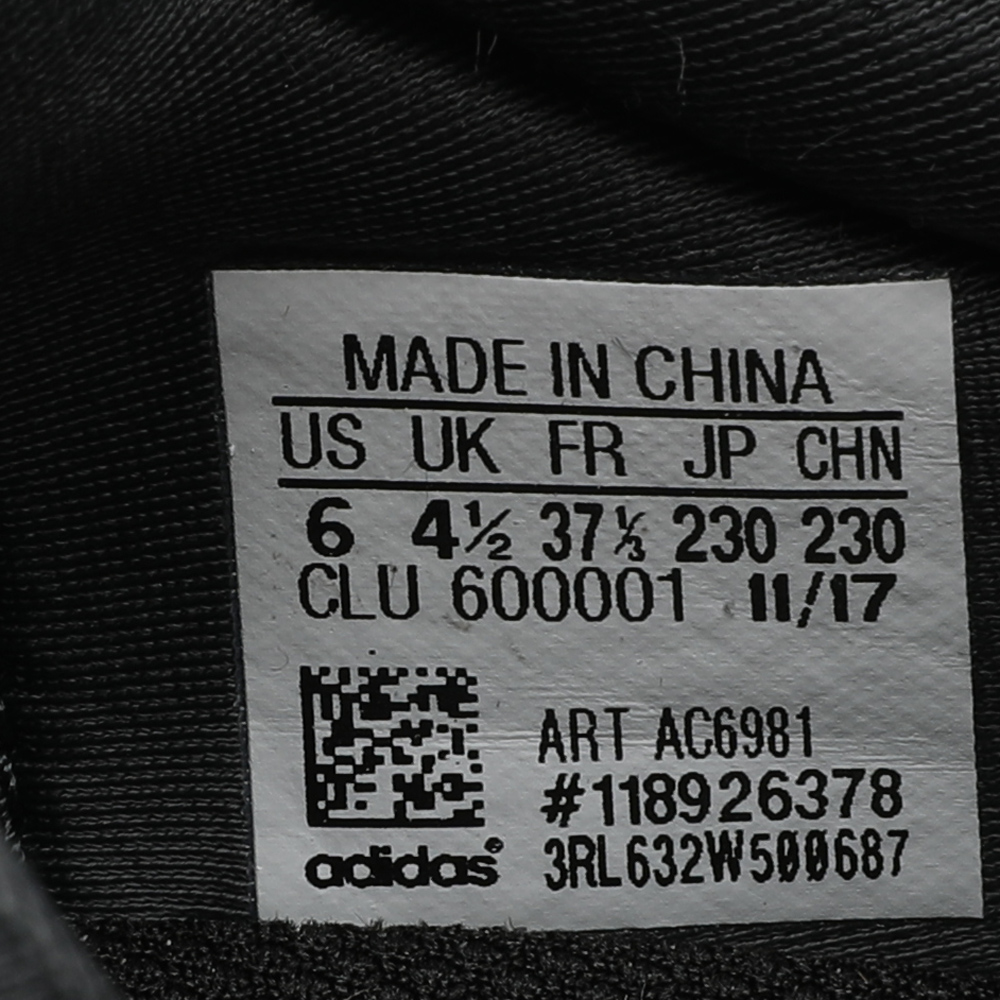 MADE IN CHINA
US UK FR JP CHN
6 4½ 37⅓ 230 230
CLU 600001 11/17
ART AC6981
#118926378
adidas® 3RL632W500687